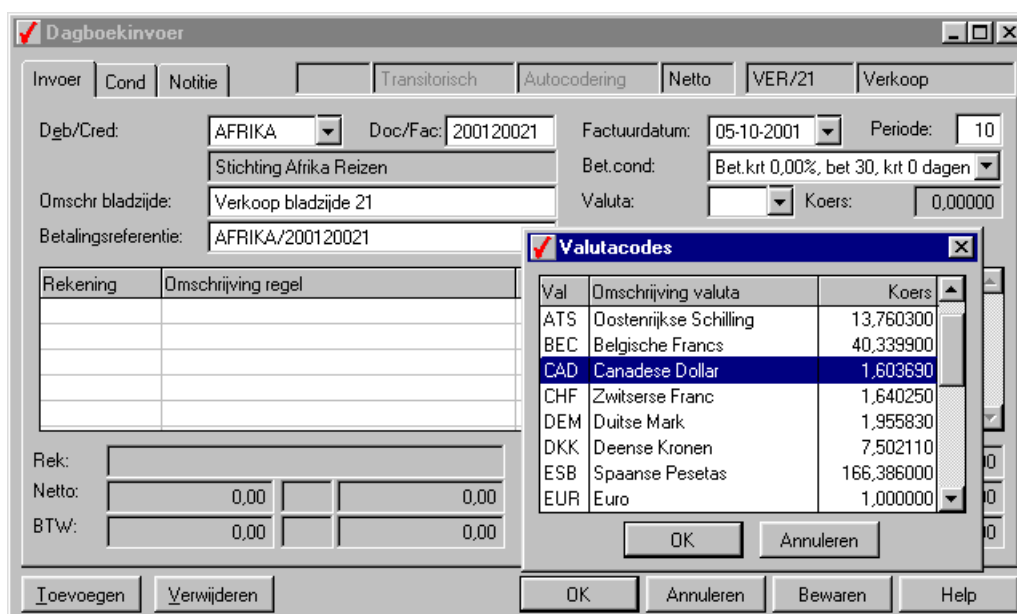 Dagboekinvoer
Invoer Cond Notitie Transitorisch Autocodering Netto VER/21 Verkoop
Deb/Cred: AFRIKA Doc/Fac: 200120021 Factuurdatum: 05-10-2001 Periode: 10
Stichting Afrika Reizen Bet.cond: Bet.krt 0,00%, bet 30, krt 0 dagen
Omschr bladzijde: Verkoop bladzijde 21 Valuta: Koers: 0,00000
Betalingsreferentie: AFRIKA/200120021
Rekening Omschrijving regel
Rek:
Netto: 0,00 0,00
BTW: 0,00 0,00
Valutacodes
Val Omschrijving valuta Koers
ATS Oostenrijkse Schilling 13,760300
BEC Belgische Francs 40,339900
CAD Canadese Dollar 1,603690
CHF Zwitserse Franc 1,640250
DEM Duitse Mark 1,955830
DKK Deense Kronen 7,502110
ESB Spaanse Pesetas 166,386000
EUR Euro 1,000000
OK Annuleren
Toevoegen Verwijderen OK Annuleren Bewaren Help